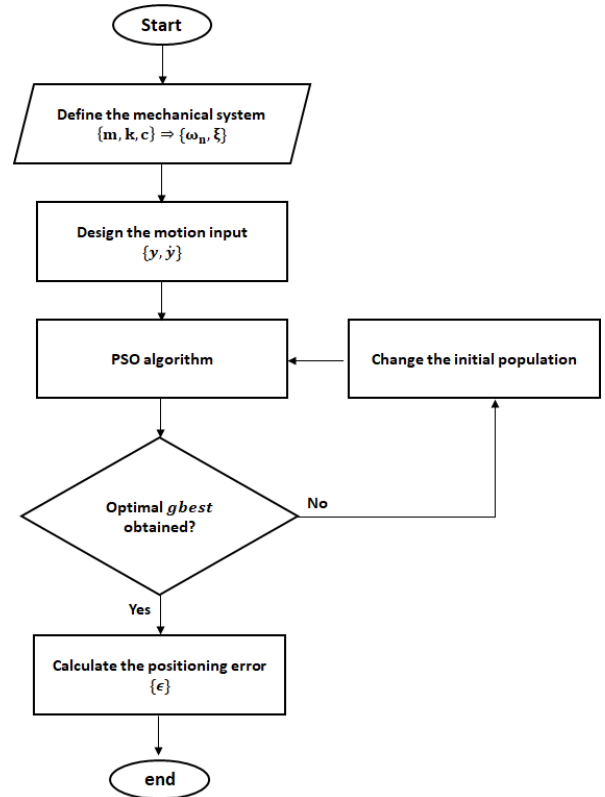 Start
Define the mechanical system
{m, k, c} ⇒ {ωₙ, ξ}
Design the motion input
{y, ẏ}
PSO algorithm
Change the initial population
Optimal gbest
obtained?
No
Yes
Calculate the positioning error
{ϵ}
end